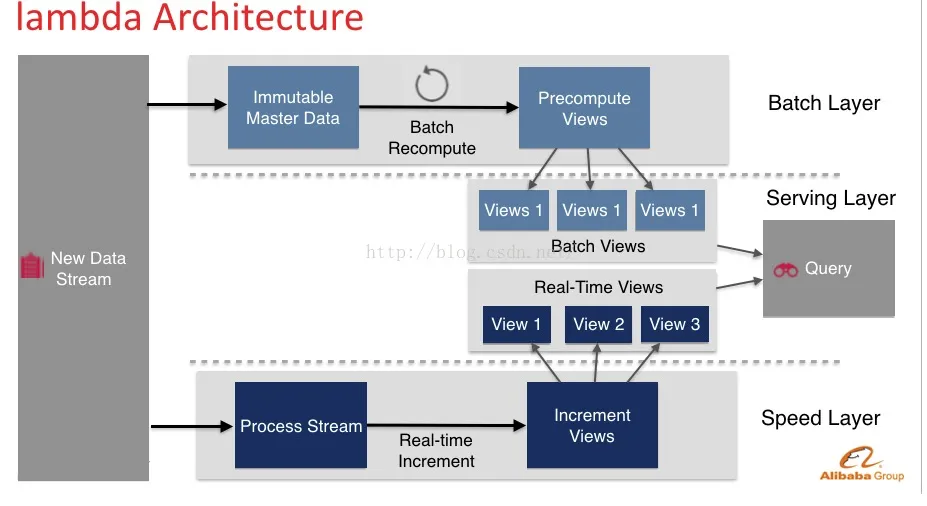 lambda Architecture
Immutable
Master Data
Batch
Recompute
Precompute
Views
Batch Layer
Views 1
Views 1
Views 1
Batch Views
Serving Layer
http://blog.csdn.net/
New Data
Stream
Query
Real-Time Views
View 1
View 2
View 3
Process Stream
Real-time
Increment
Increment
Views
Speed Layer
Alibaba Group